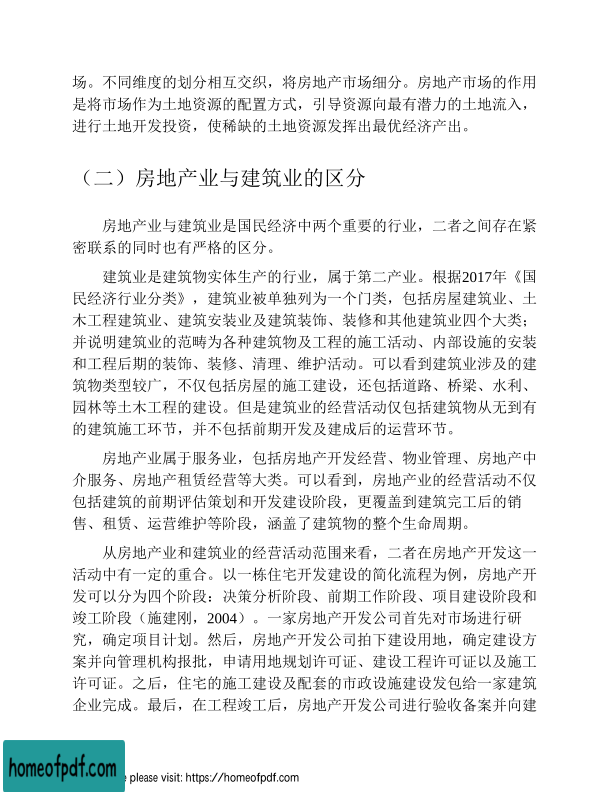 场。不同维度的划分相互交织，将房地产市场细分。房地产市场的作用
是将市场作为土地资源的配置方式，引导资源向最有潜力的土地流入，
进行土地开发投资，使稀缺的土地资源发挥出最优经济产出。
（二）房地产业与建筑业的区分
房地产业与建筑业是国民经济中两个重要的行业，二者之间存在紧
密联系的同时也有严格的区分。
建筑业是建筑物实体生产的行业，属于第二产业。根据2017年《国
民经济行业分类》，建筑业被单独列为一个门类，包括房屋建筑业、土
木工程建筑业、建筑安装业及建筑装饰、装修和其他建筑业四个大类；
并说明建筑业的范畴为各种建筑物及工程的施工活动、内部设施的安装
和工程后期的装饰、装修、清理、维护活动。可以看到建筑业涉及的建
筑物类型较广，不仅包括房屋的施工建设，还包括道路、桥梁、水利、
园林等土木工程的建设。但是建筑业的经营活动仅包括建筑物从无到有
的建筑施工环节，并不包括前期开发及建成后的运营环节。
房地产业属于服务业，包括房地产开发经营、物业管理、房地产中
介服务、房地产租赁经营等大类。可以看到，房地产业的经营活动不仅
包括建筑的前期评估策划和开发建设阶段，更覆盖到建筑完工后的销
售、租赁、运营维护等阶段，涵盖了建筑物的整个生命周期。
从房地产业和建筑业的经营活动范围来看，二者在房地产开发这一
活动中有一定的重合。以一栋住宅开发建设的简化流程为例，房地产开
发可以分为四个阶段：决策分析阶段、前期工作阶段、项目建设阶段和
竣工阶段（施建刚，2004）。一家房地产开发公司首先对市场进行研
究，确定项目计划。然后，房地产开发公司拍下建设用地，确定建设方
案并向管理机构报批，申请用地规划许可证、建设工程许可证以及施工
许可证。之后，住宅的施工建设及配套的市政设施建设发包给一家建筑
企业完成。最后，在工程竣工后，房地产开发公司进行验收备案并向建
homeofpdf.com
e please visit: https://homeofpdf.com